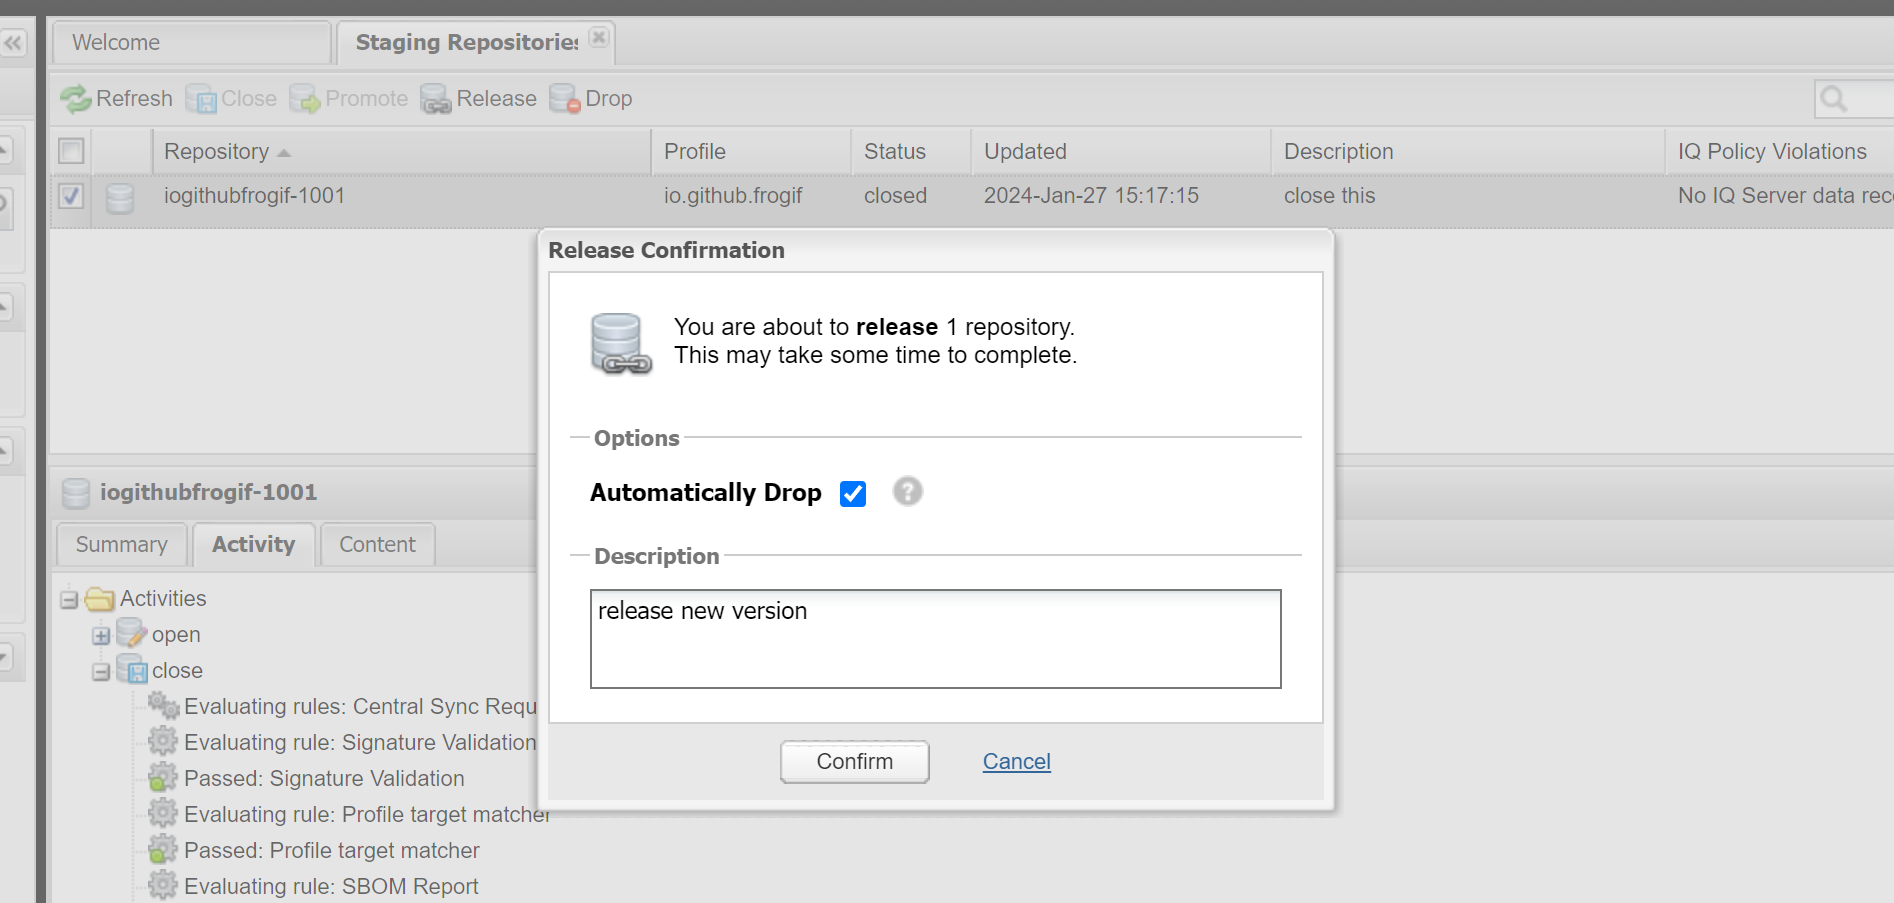 Welcome
Staging Repositories
Refresh Close Promote Release Drop
Repository Profile Status Updated Description IQ Policy Violations
iogithubfrogif-1001 io.github.frogif closed 2024-Jan-27 15:17:15 close this No IQ Server data rec
Release Confirmation
You are about to release 1 repository.
This may take some time to complete.
Options
Automatically Drop
Description
release new version
Confirm Cancel
iogithubfrogif-1001
Summary Activity Content
Activities
open
close
Evaluating rules: Central Sync Requ
Evaluating rule: Signature Validation
Passed: Signature Validation
Evaluating rule: Profile target matcher
Passed: Profile target matcher
Evaluating rule: SBOM Report